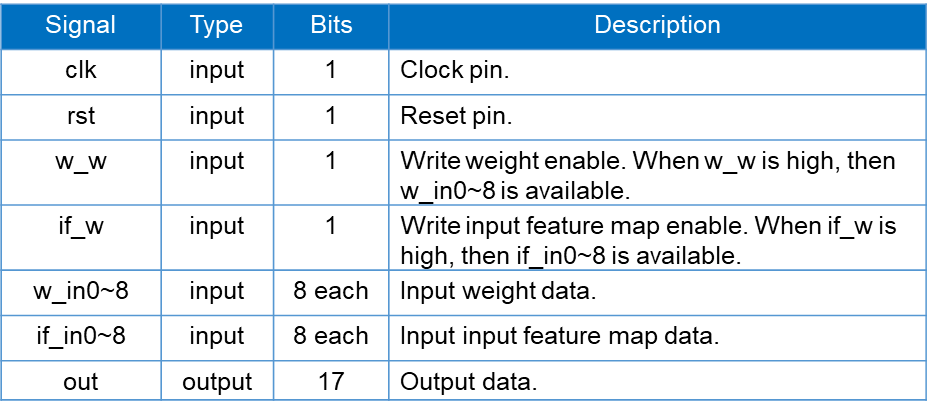 Signal Type Bits Description
clk input 1 Clock pin.
rst input 1 Reset pin.
w_w input 1 Write weight enable. When w_w is high, then
w_in0~8 is available.
if_w input 1 Write input feature map enable. When if_w is
high, then if_in0~8 is available.
w_in0~8 input 8 each Input weight data.
if_in0~8 input 8 each Input input feature map data.
out output 17 Output data.